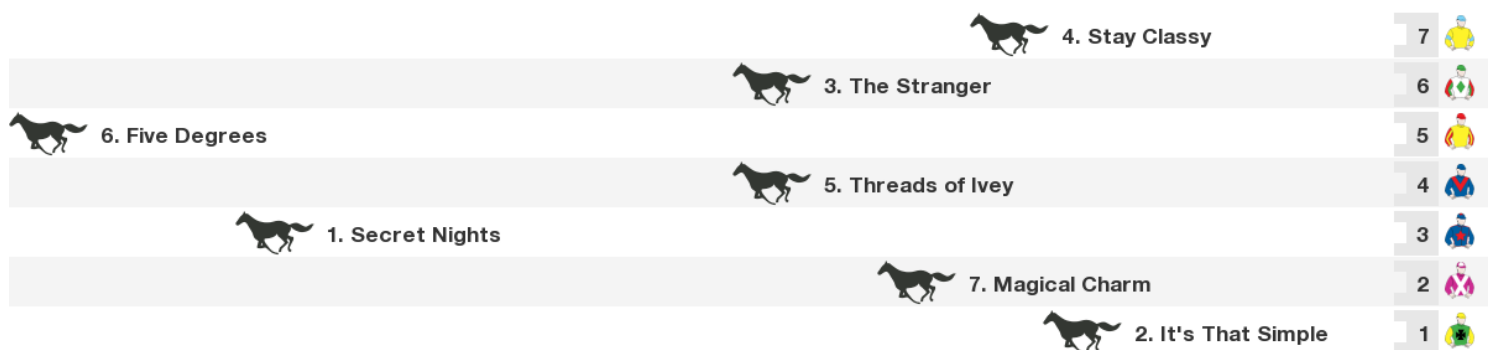 4. Stay Classy 7
3. The Stranger 6
6. Five Degrees 5
5. Threads of Ivey 4
1. Secret Nights 3
7. Magical Charm 2
2. It's That Simple 1